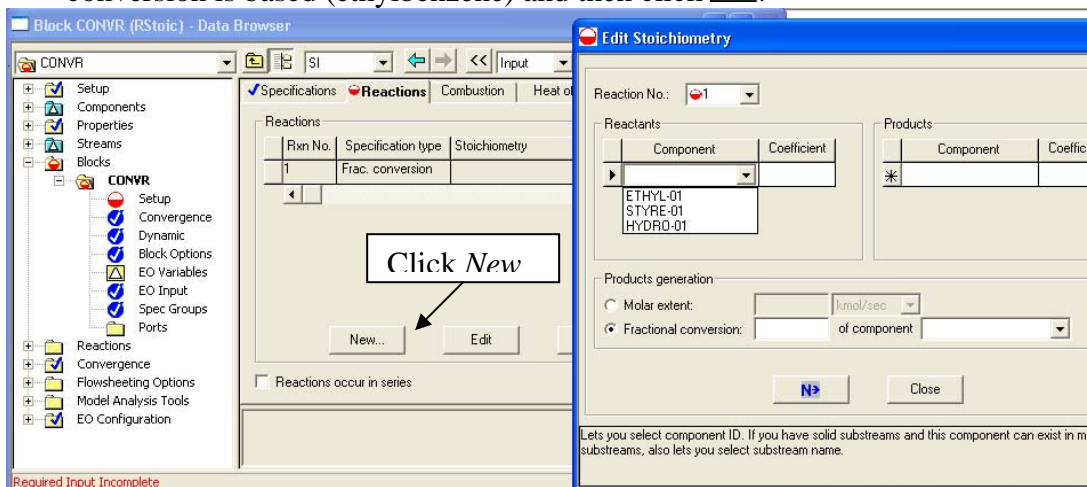 conversion is based (ethylbenzene) and then click
Block CONVR (RStoic) - Data Browser
CONVR
SI
<<
Input
Setup
Components
Properties
Streams
Blocks
CONVR
Setup
Convergence
Dynamic
Block Options
EO Variables
EO Input
Spec Groups
Ports
Reactions
Convergence
Flowsheeting Options
Model Analysis Tools
EO Configuration
Required Input Incomplete
Specifications Reactions Combustion Heat of
Reactions
Rxn No. Specification type Stoichiometry
1 Frac. conversion
Click New
New... Edit
Reactions occur in series
Edit Stoichiometry
Reaction No.: 1
Reactants
Component Coefficient
ETHYL-01
STYRE-01
HYDRO-01
Products
Component Coeffic
*
Products generation
Molar extent: kmol/sec
Fractional conversion: of component
N> Close
Lets you select component ID. If you have solid substreams and this component can exist in m
substreams, also lets you select substream name.